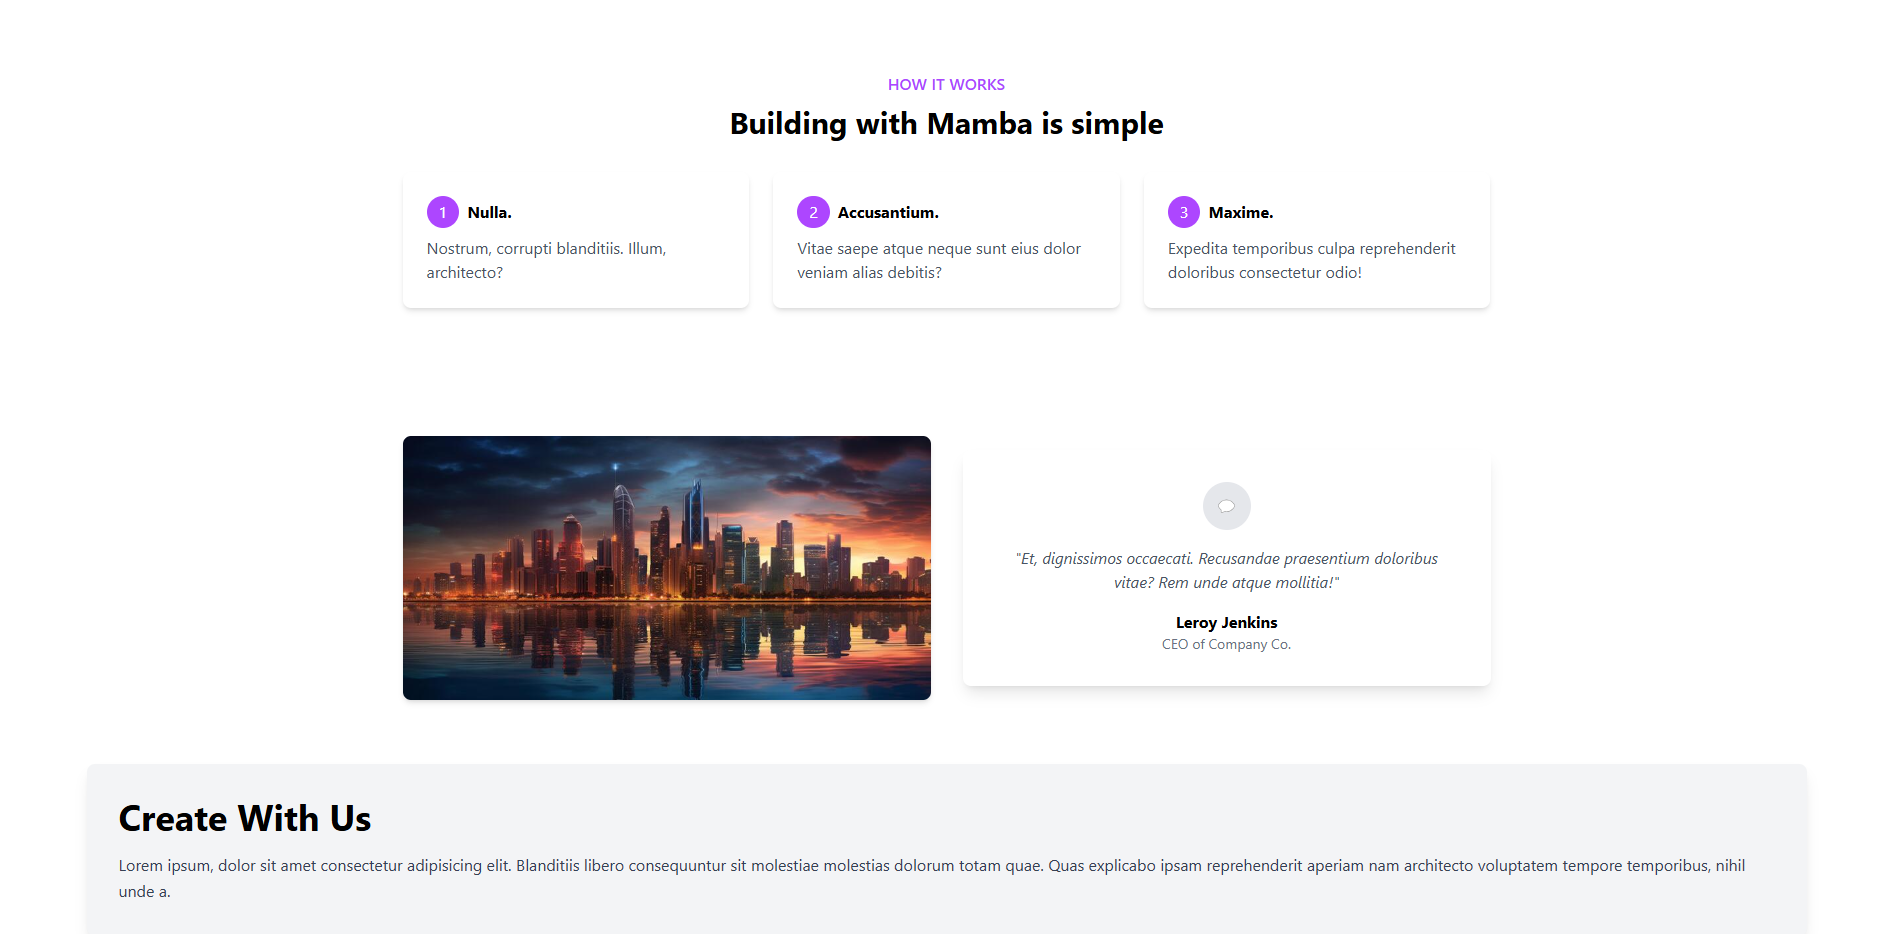 HOW IT WORKS
Building with Mamba is simple
1 Nulla.
Nostrum, corrupti blanditiis. Illum,
architecto?
2 Accusantium.
Vitae saepe atque neque sunt eius dolor
veniam alias debitis?
3 Maxime.
Expedita temporibus culpa reprehenderit
doloribus consectetur odio!
"Et, dignissimos occaecati. Recusandae praesentium doloribus
vitae? Rem unde atque mollitia!"
Leroy Jenkins
CEO of Company Co.
Create With Us
Lorem ipsum, dolor sit amet consectetur adipisicing elit. Blanditiis libero consequuntur sit molestiae molestias dolorum totam quae. Quas explicabo ipsam reprehenderit aperiam nam architecto voluptatem tempore temporibus, nihil
unde a.